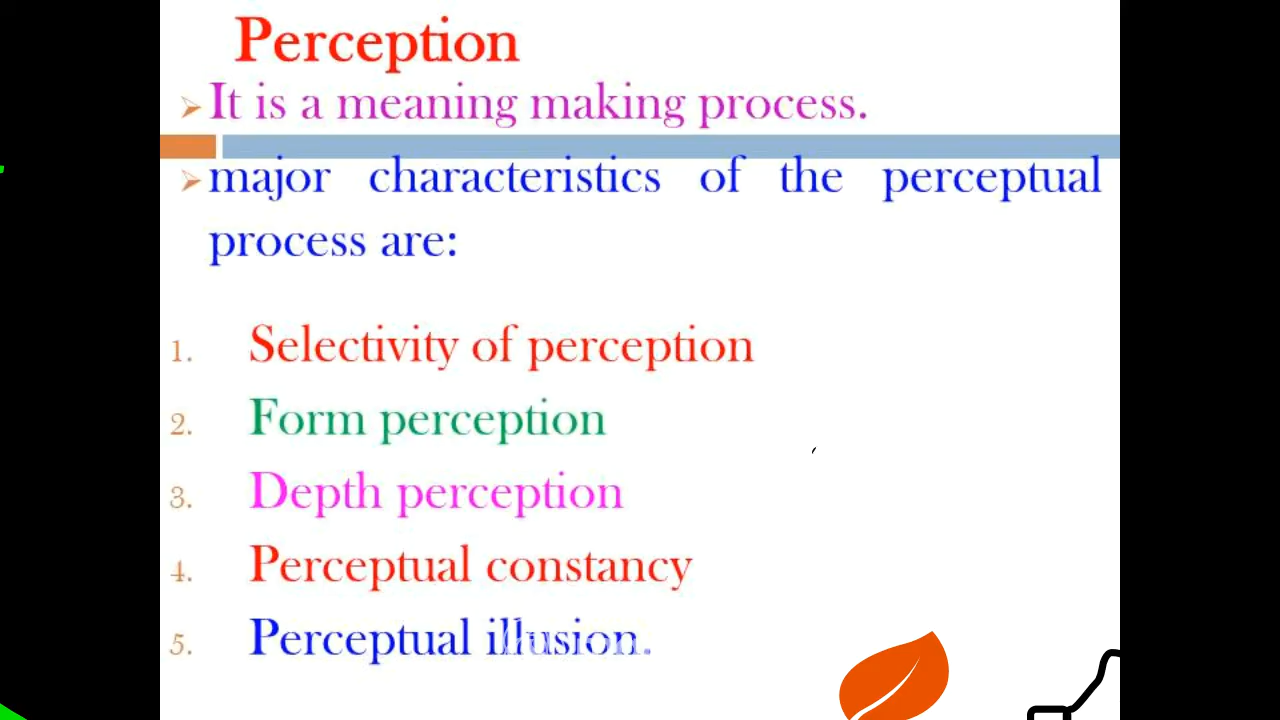 Perception
➢ It is a meaning making process.
➢ major characteristics of the perceptual
process are:
1. Selectivity of perception
2. Form perception
3. Depth perception
4. Perceptual constancy
5. Perceptual illusion.